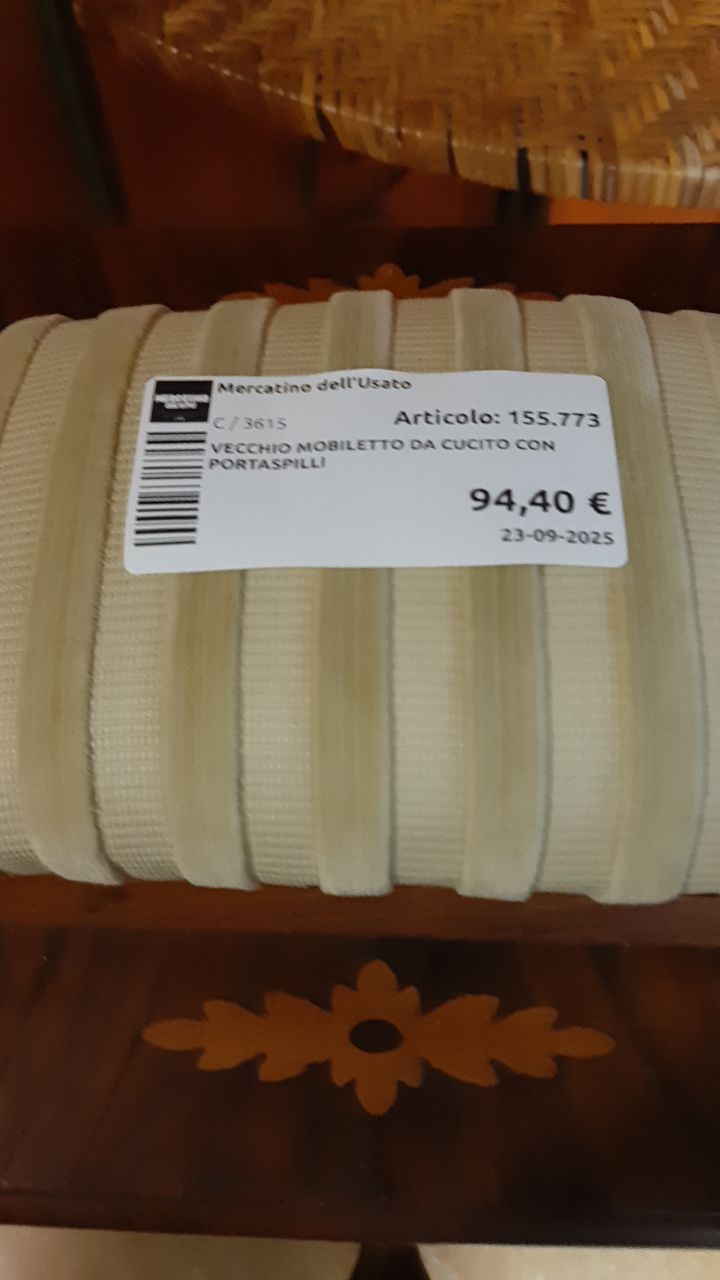 Mercatino dell'Usato
C / 3615
Articolo: 155.773
VECCHIO MOBILETTO DA CUCITO CON
PORTASPILLI
94,40 €
23-09-2025